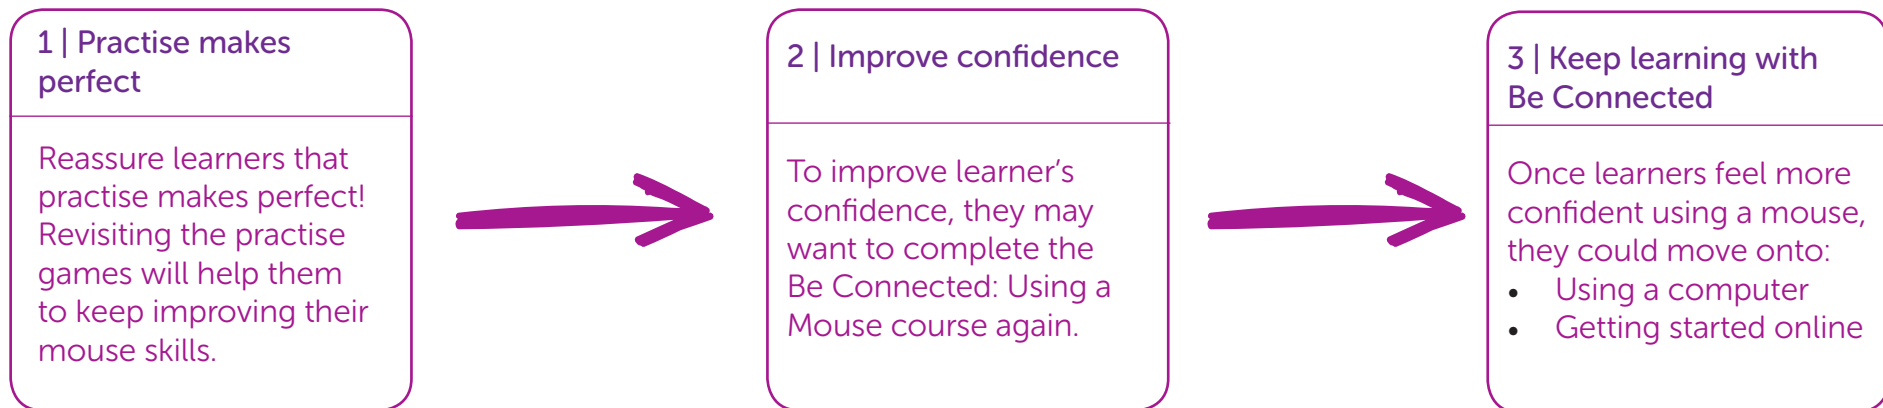 1 | Practise makes
perfect
Reassure learners that
practise makes perfect!
Revisiting the practise
games will help them
to keep improving their
mouse skills.
2 | Improve confidence
To improve learner’s
confidence, they may
want to complete the
Be Connected: Using a
Mouse course again.
3 | Keep learning with
Be Connected
Once learners feel more
confident using a mouse,
they could move onto:
• Using a computer
• Getting started online